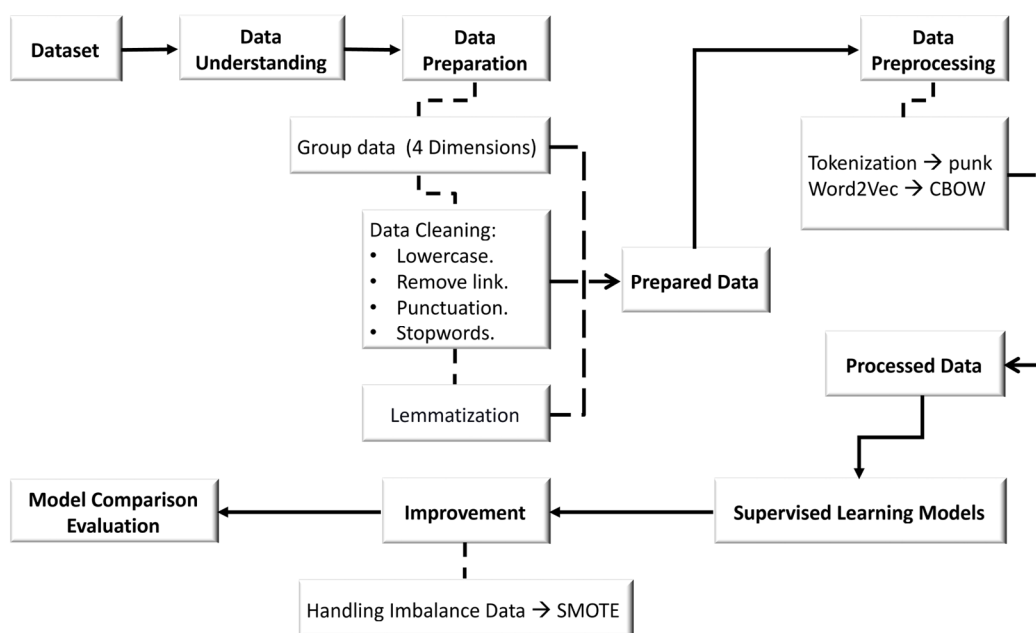 Dataset
Data
Understanding
Data
Preparation
Data
Preprocessing
Group data (4 Dimensions)
Tokenization → punk
Word2Vec → CBOW
Data Cleaning:
• Lowercase.
• Remove link.
• Punctuation.
• Stopwords.
Prepared Data
Processed Data
Lemmatization
Model Comparison
Evaluation
Improvement
Supervised Learning Models
Handling Imbalance Data → SMOTE